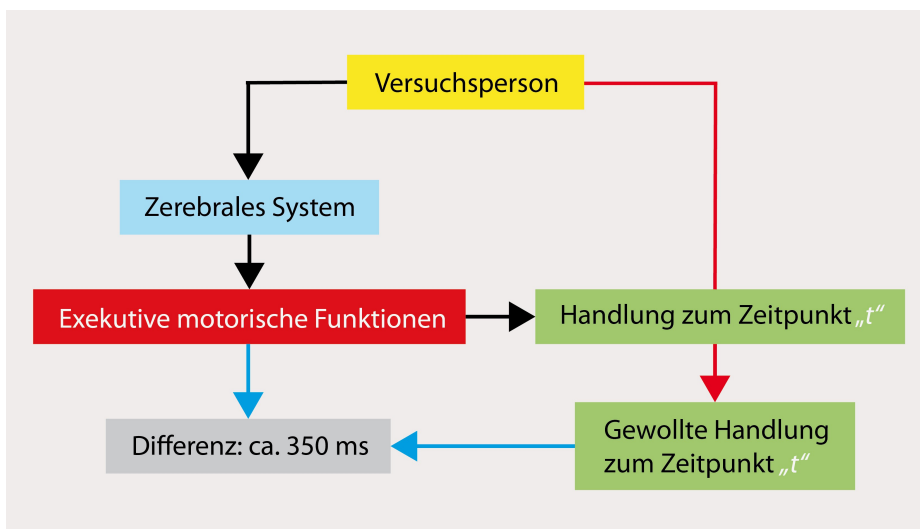 Versuchsperson
Zerebrales System
Exekutive motorische Funktionen
Handlung zum Zeitpunkt „t“
Differenz: ca. 350 ms
Gewollte Handlung
zum Zeitpunkt „t“